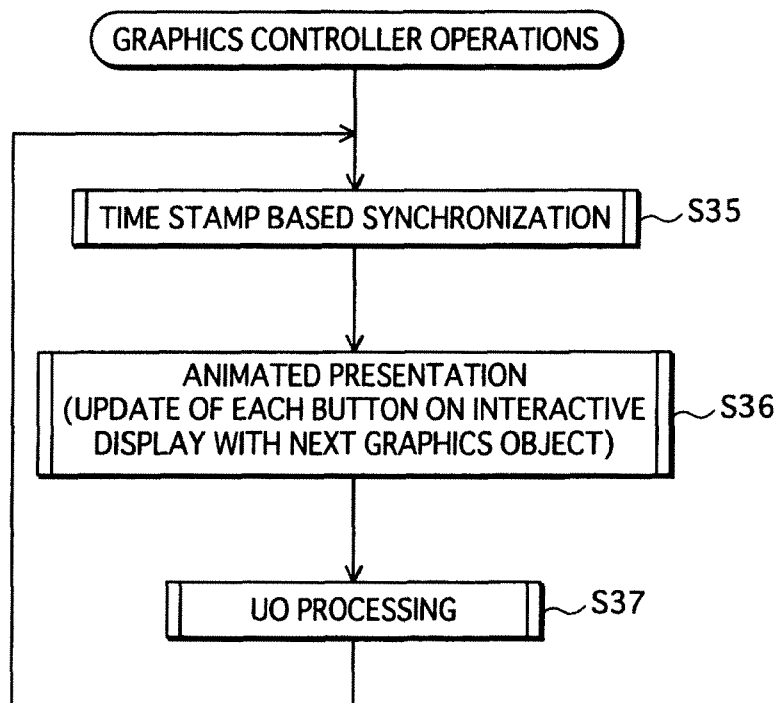 GRAPHICS CONTROLLER OPERATIONS
TIME STAMP BASED SYNCHRONIZATION
S35
ANIMATED PRESENTATION
(UPDATE OF EACH BUTTON ON INTERACTIVE
DISPLAY WITH NEXT GRAPHICS OBJECT)
S36
UO PROCESSING
S37